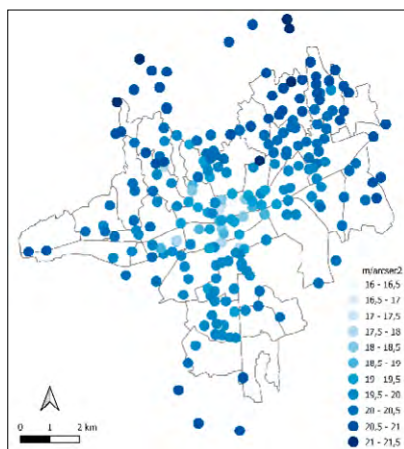 m/arcsec2
16 - 16,5
16,5 - 17
17 - 17,5
17,5 - 18
18 - 18,5
18,5 - 19
19 - 19,5
19,5 - 20
20 - 20,5
20,5 - 21
21 - 21,5
0 1 2 km